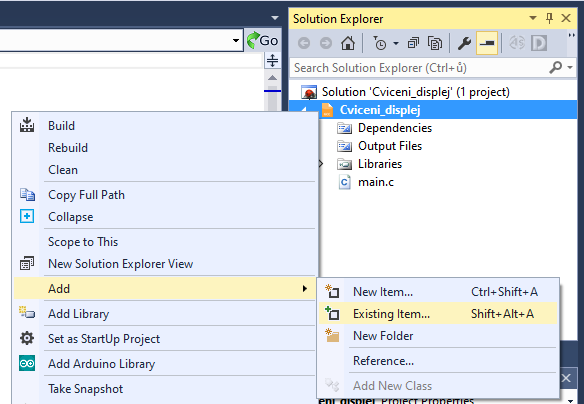 Go
Solution Explorer
Search Solution Explorer (Ctrl+ů)
Solution 'Cviceni_displej' (1 project)
Cviceni_displej
Dependencies
Output Files
Libraries
main.c
Build
Rebuild
Clean
Copy Full Path
Collapse
Scope to This
New Solution Explorer View
Add
Add Library
Set as StartUp Project
Add Arduino Library
Take Snapshot
New Item... Ctrl+Shift+A
Existing Item... Shift+Alt+A
New Folder
Reference...
Add New Class
ceni_displej Project Properties